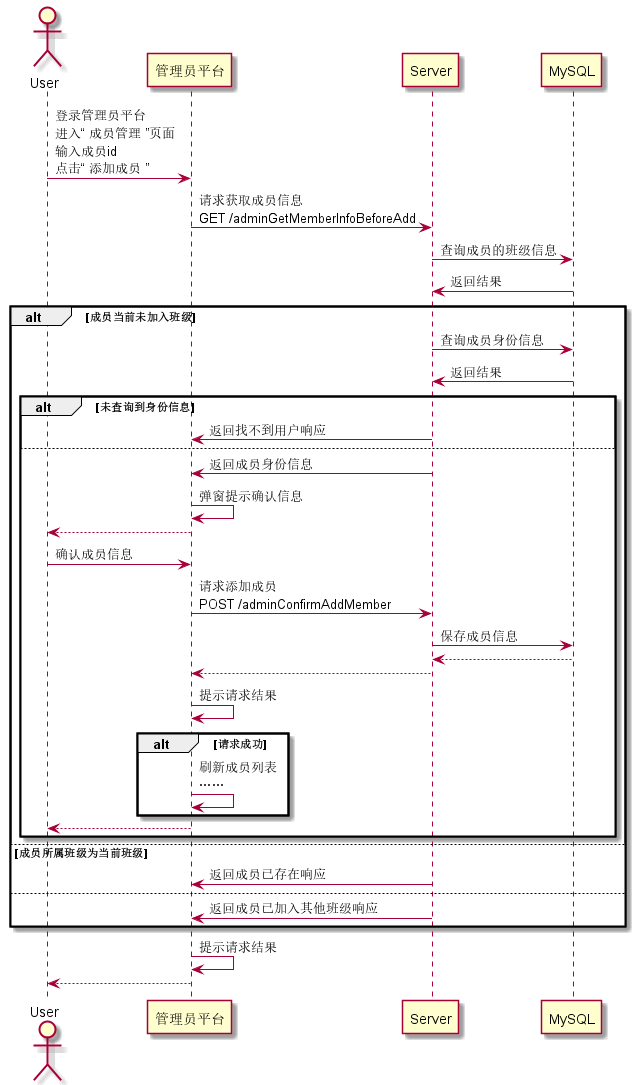 User
管理员平台
Server
MySQL
登录管理员平台
进入“ 成员管理 ”页面
输入成员id
点击“ 添加成员 ”
请求获取成员信息
GET /adminGetMemberInfoBeforeAdd
查询成员的班级信息
返回结果
alt [成员当前未加入班级]
查询成员身份信息
返回结果
alt [未查询到身份信息]
返回找不到用户响应
返回成员身份信息
弹窗提示确认信息
确认成员信息
请求添加成员
POST /adminConfirmAddMember
保存成员信息
提示请求结果
alt [请求成功]
刷新成员列表
......
[成员所属班级为当前班级]
返回成员已存在响应
返回成员已加入其他班级响应
提示请求结果
User
管理员平台
Server
MySQL